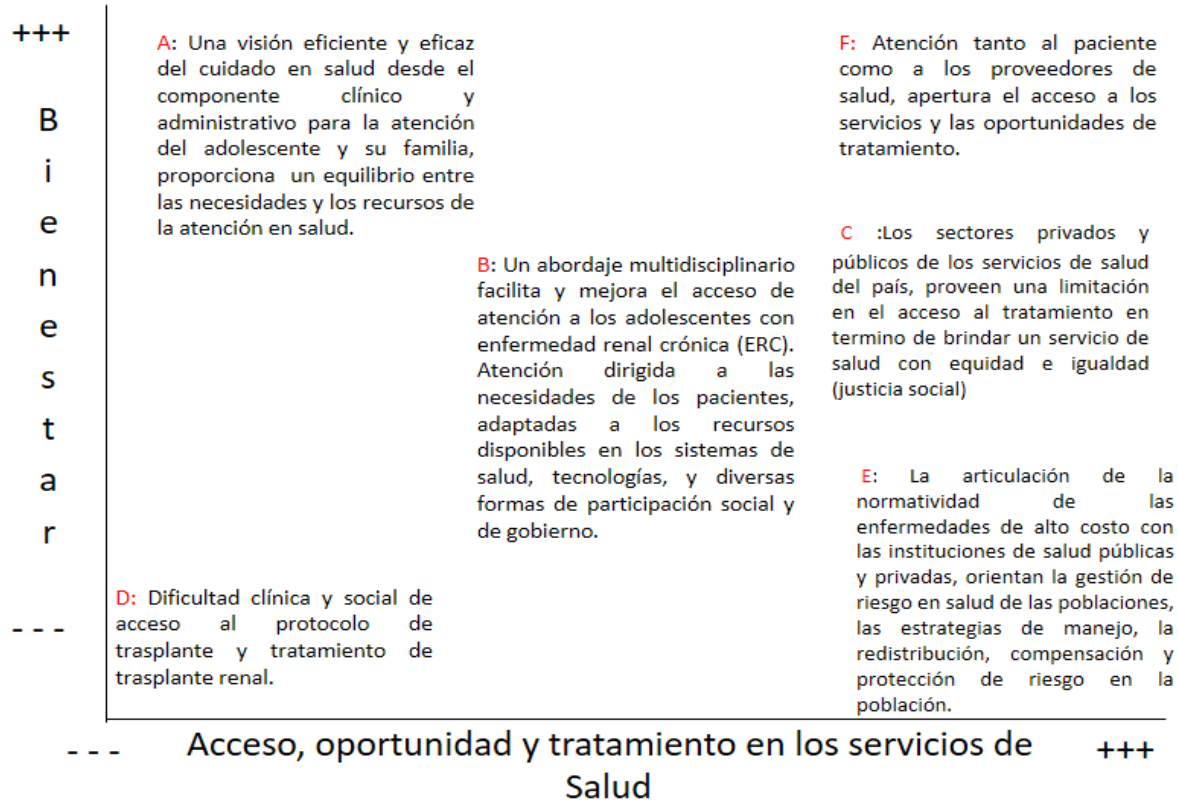 +++
B
i
e
n
e
s
t
a
r
- - -
A: Una visión eficiente y eficaz
del cuidado en salud desde el
componente clínico y
administrativo para la atención
del adolescente y su familia,
proporciona un equilibrio entre
las necesidades y los recursos de
la atención en salud.
F: Atención tanto al paciente
como a los proveedores de
salud, apertura el acceso a los
servicios y las oportunidades de
tratamiento.
B: Un abordaje multidisciplinario
facilita y mejora el acceso de
atención a los adolescentes con
enfermedad renal crónica (ERC).
Atención dirigida a las
necesidades de los pacientes,
adaptadas a los recursos
disponibles en los sistemas de
salud, tecnologías, y diversas
formas de participación social y
de gobierno.
C :Los sectores privados y
públicos de los servicios de salud
del país, proveen una limitación
en el acceso al tratamiento en
termino de brindar un servicio de
salud con equidad e igualdad
(justicia social)
D: Dificultad clínica y social de
acceso al protocolo de
trasplante y tratamiento de
trasplante renal.
E: La articulación de la
normatividad de las
enfermedades de alto costo con
las instituciones de salud públicas
y privadas, orientan la gestión de
riesgo en salud de las poblaciones,
las estrategias de manejo, la
redistribución, compensación y
protección de riesgo en la
población.
- - - Acceso, oportunidad y tratamiento en los servicios de +++
Salud